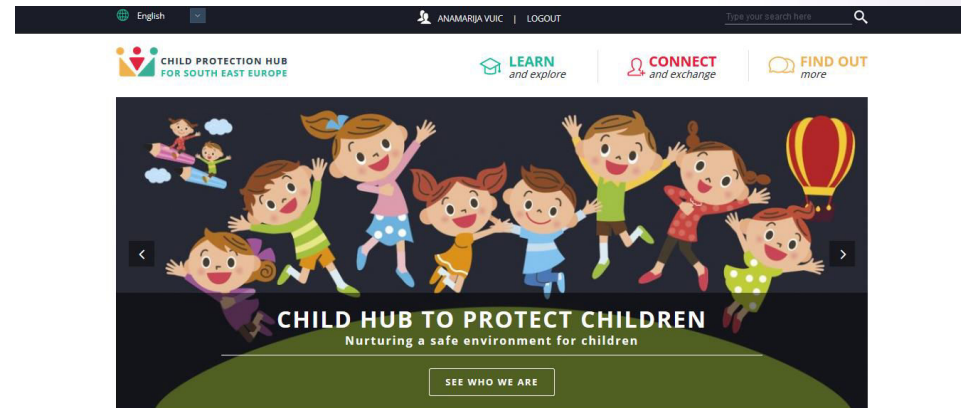 English
ANAMARIJA VUIC | LOGOUT
Type your search here
CHILD PROTECTION HUB
FOR SOUTH EAST EUROPE
LEARN
and explore
CONNECT
and exchange
FIND OUT
more
CHILD HUB TO PROTECT CHILDREN
Nurturing a safe environment for children
SEE WHO WE ARE